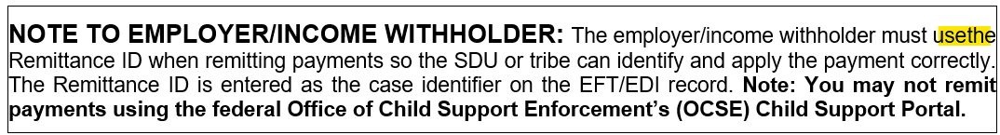 NOTE TO EMPLOYER/INCOME WITHHOLDER: The employer/income withholder must usethe
Remittance ID when remitting payments so the SDU or tribe can identify and apply the payment correctly.
The Remittance ID is entered as the case identifier on the EFT/EDI record. Note: You may not remit
payments using the federal Office of Child Support Enforcement’s (OCSE) Child Support Portal.